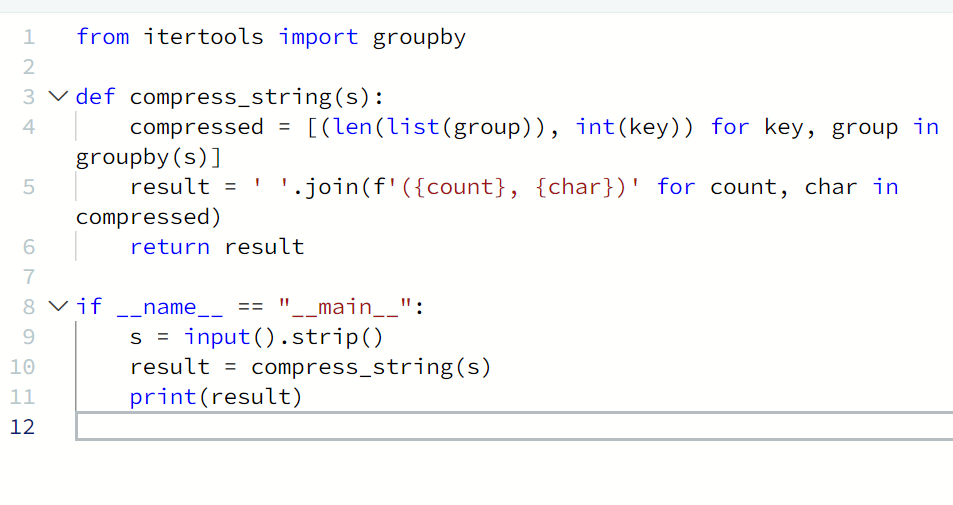 1 from itertools import groupby
2
3 def compress_string(s):
4 compressed = [(len(list(group)), int(key)) for key, group in
groupby(s)]
5 result = ' '.join(f'({count}, {char})' for count, char in
compressed)
6 return result
7
8 if __name__ == "__main__":
9 s = input().strip()
10 result = compress_string(s)
11 print(result)
12